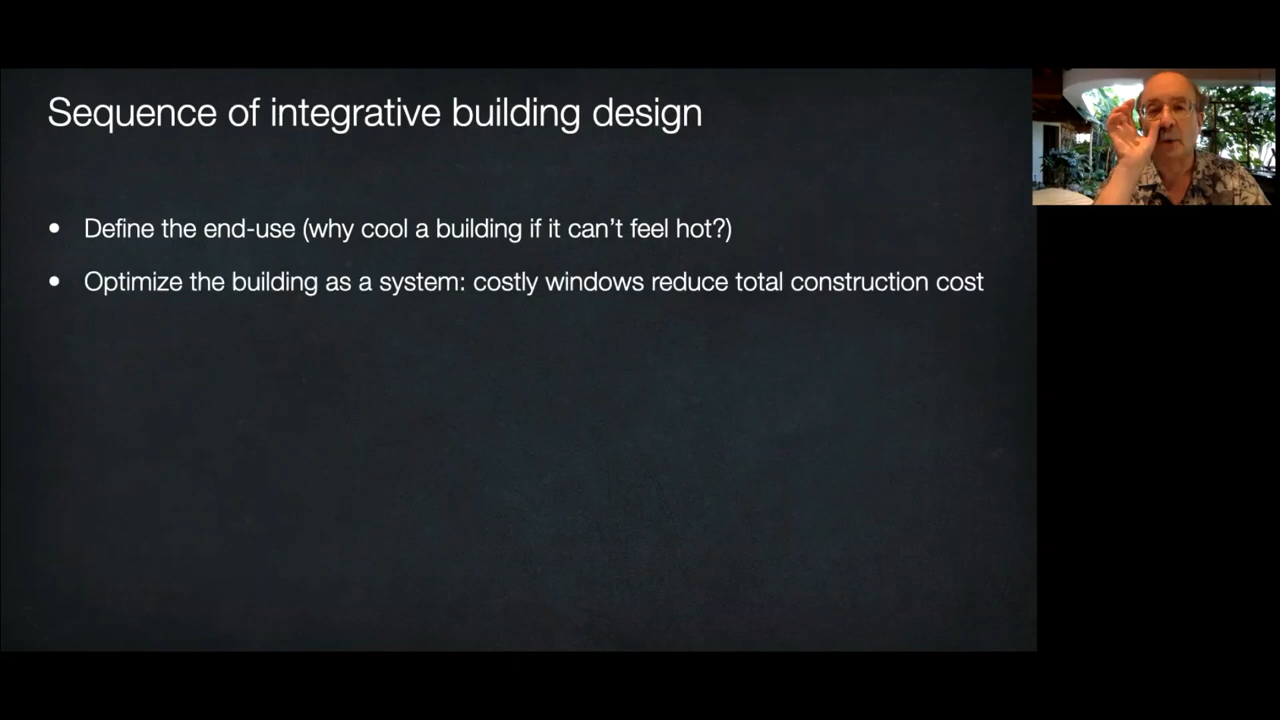 Sequence of integrative building design
• Define the end-use (why cool a building if it can’t feel hot?)
• Optimize the building as a system: costly windows reduce total construction cost